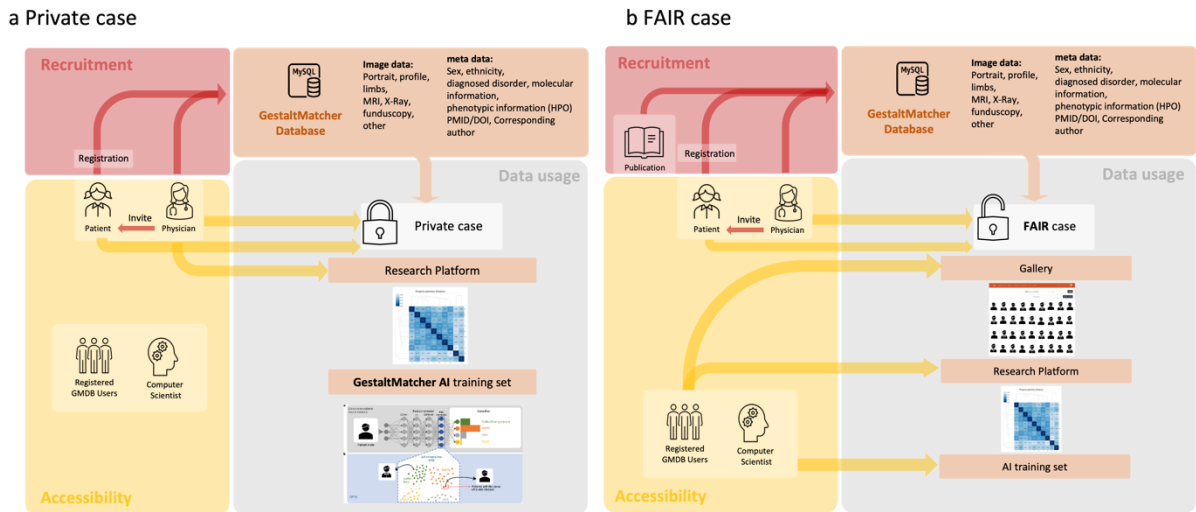 a Private case
Recruitment
MySQL
GestaltMatcher
Database
Image data:
Portrait, profile,
limbs,
MRI, X-Ray,
funduscopy,
other
meta data:
Sex, ethnicity,
diagnosed disorder, molecular
information,
phenotypic information (HPO)
PMID/DOI, Corresponding
author
Registration
Data usage
Patient
Invite
Physician
Private case
Research Platform
Registered
GMDB Users
Computer
Scientist
GestaltMatcher AI training set
Accessibility
b FAIR case
Recruitment
MySQL
GestaltMatcher
Database
Image data:
Portrait, profile,
limbs,
MRI, X-Ray,
funduscopy,
other
meta data:
Sex, ethnicity,
diagnosed disorder, molecular
information,
phenotypic information (HPO)
PMID/DOI, Corresponding
author
Publication
Registration
Data usage
Patient
Invite
Physician
FAIR case
Gallery
Research Platform
Registered
GMDB Users
Computer
Scientist
AI training set
Accessibility